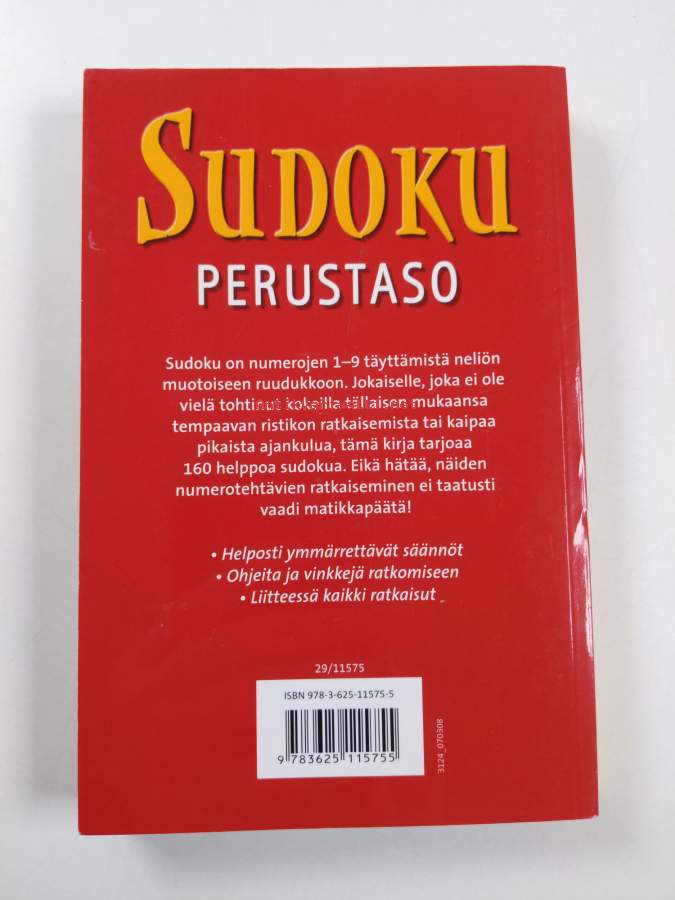 SUDOKU
PERUSTASO
Sudoku on numerojen 1–9 täyttämistä neliön
muotoiseen ruudukkoon. Jokaiselle, joka ei ole
vielä tohtinut kokeilla tällaisen mukaansa
tempaavan ristikon ratkaisemista tai kaipaa
pikaista ajankulua, tämä kirja tarjoaa
160 helppoa sudokua. Eikä hätää, näiden
numerotehtävien ratkaiseminen ei taatusti
vaadi matikkapäätä!
• Helposti ymmärrettävät säännöt
• Ohjeita ja vinkkejä ratkomiseen
• Liitteessä kaikki ratkaisut
29/11575
ISBN 978-3-625-11575-5
9 783625 115755
3124_070308